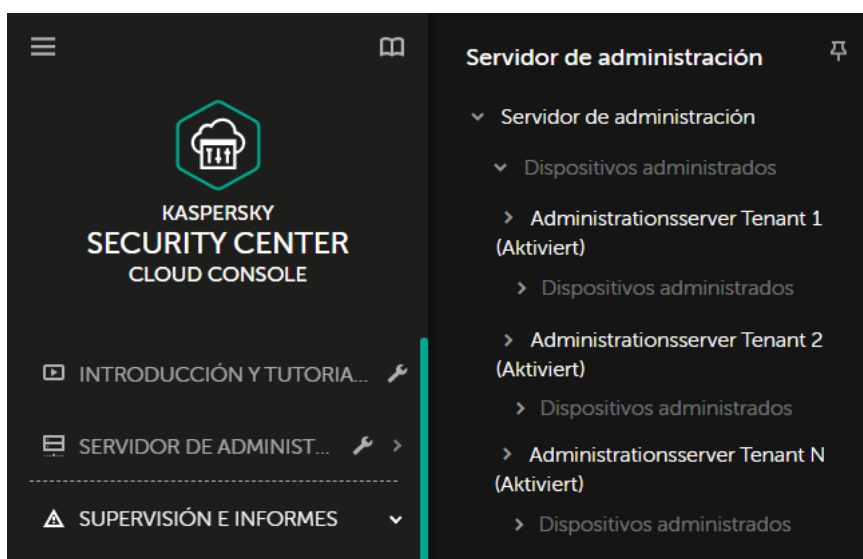 KASPERSKY
SECURITY CENTER
CLOUD CONSOLE
INTRODUCCIÓN Y TUTORIA...
SERVIDOR DE ADMINIST...
SUPERVISIÓN E INFORMES
Servidor de administración
Servidor de administración
Dispositivos administrados
Administrationsserver Tenant 1
(Aktiviert)
Dispositivos administrados
Administrationsserver Tenant 2
(Aktiviert)
Dispositivos administrados
Administrationsserver Tenant N
(Aktiviert)
Dispositivos administrados